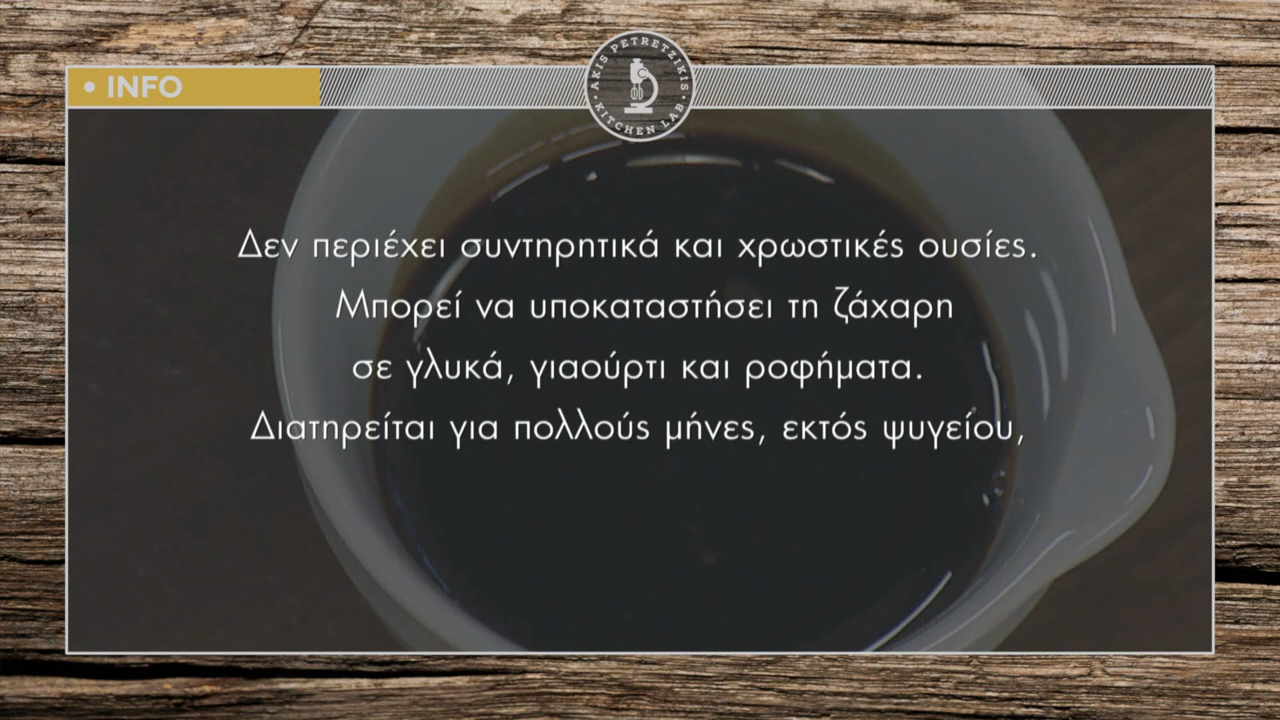 • INFO
AKIS PETRETZIKIS
KITCHEN LAB
Δεν περιέχει συντηρητικά και χρωστικές ουσίες.
Μπορεί να υποκαταστήσει τη ζάχαρη
σε γλυκά, γιαούρτι και ροφήματα.
Διατηρείται για πολλούς μήνες, εκτός ψυγείου,